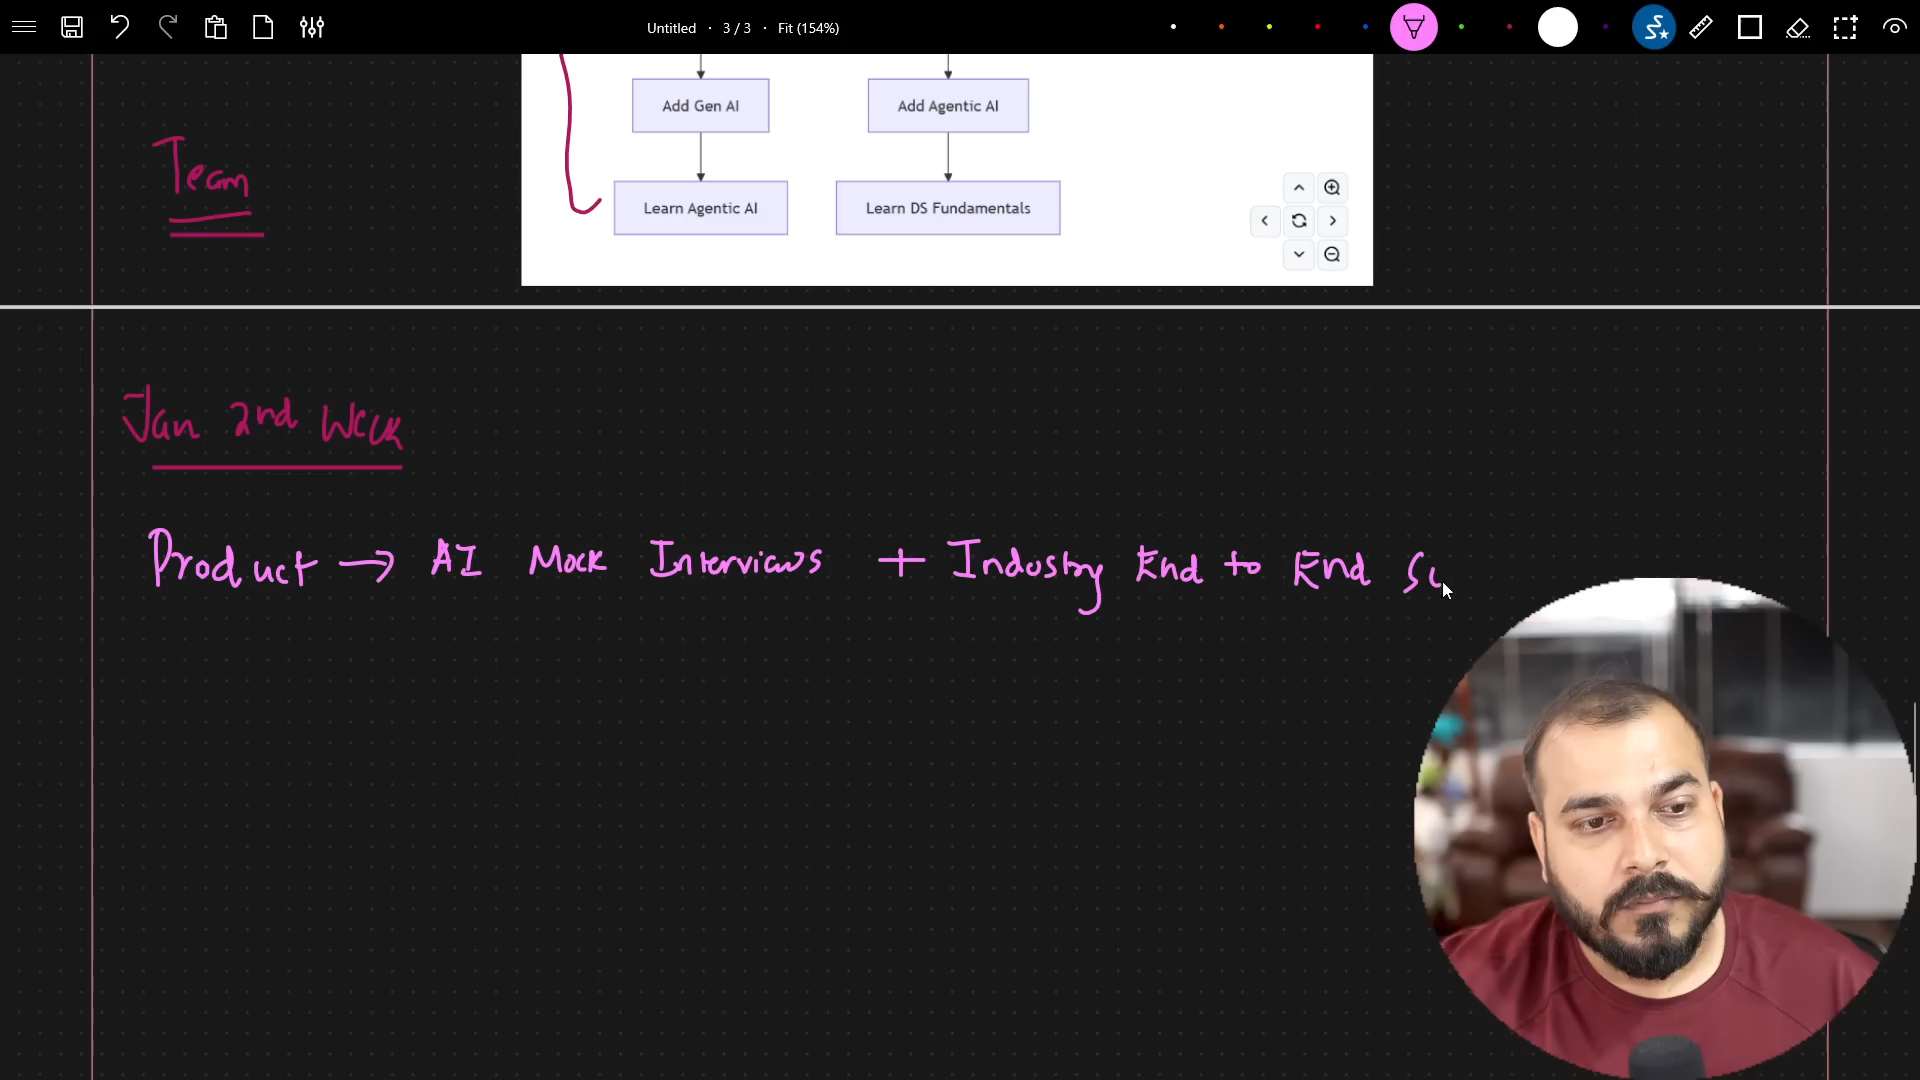 Untitled · 3 / 3 · Fit (154%)
Add Gen AI
Add Agentic AI
Team
Learn Agentic AI
Learn DS Fundamentals
Jan 2nd Week
Product → AI Mock Interviews + Industry End to End